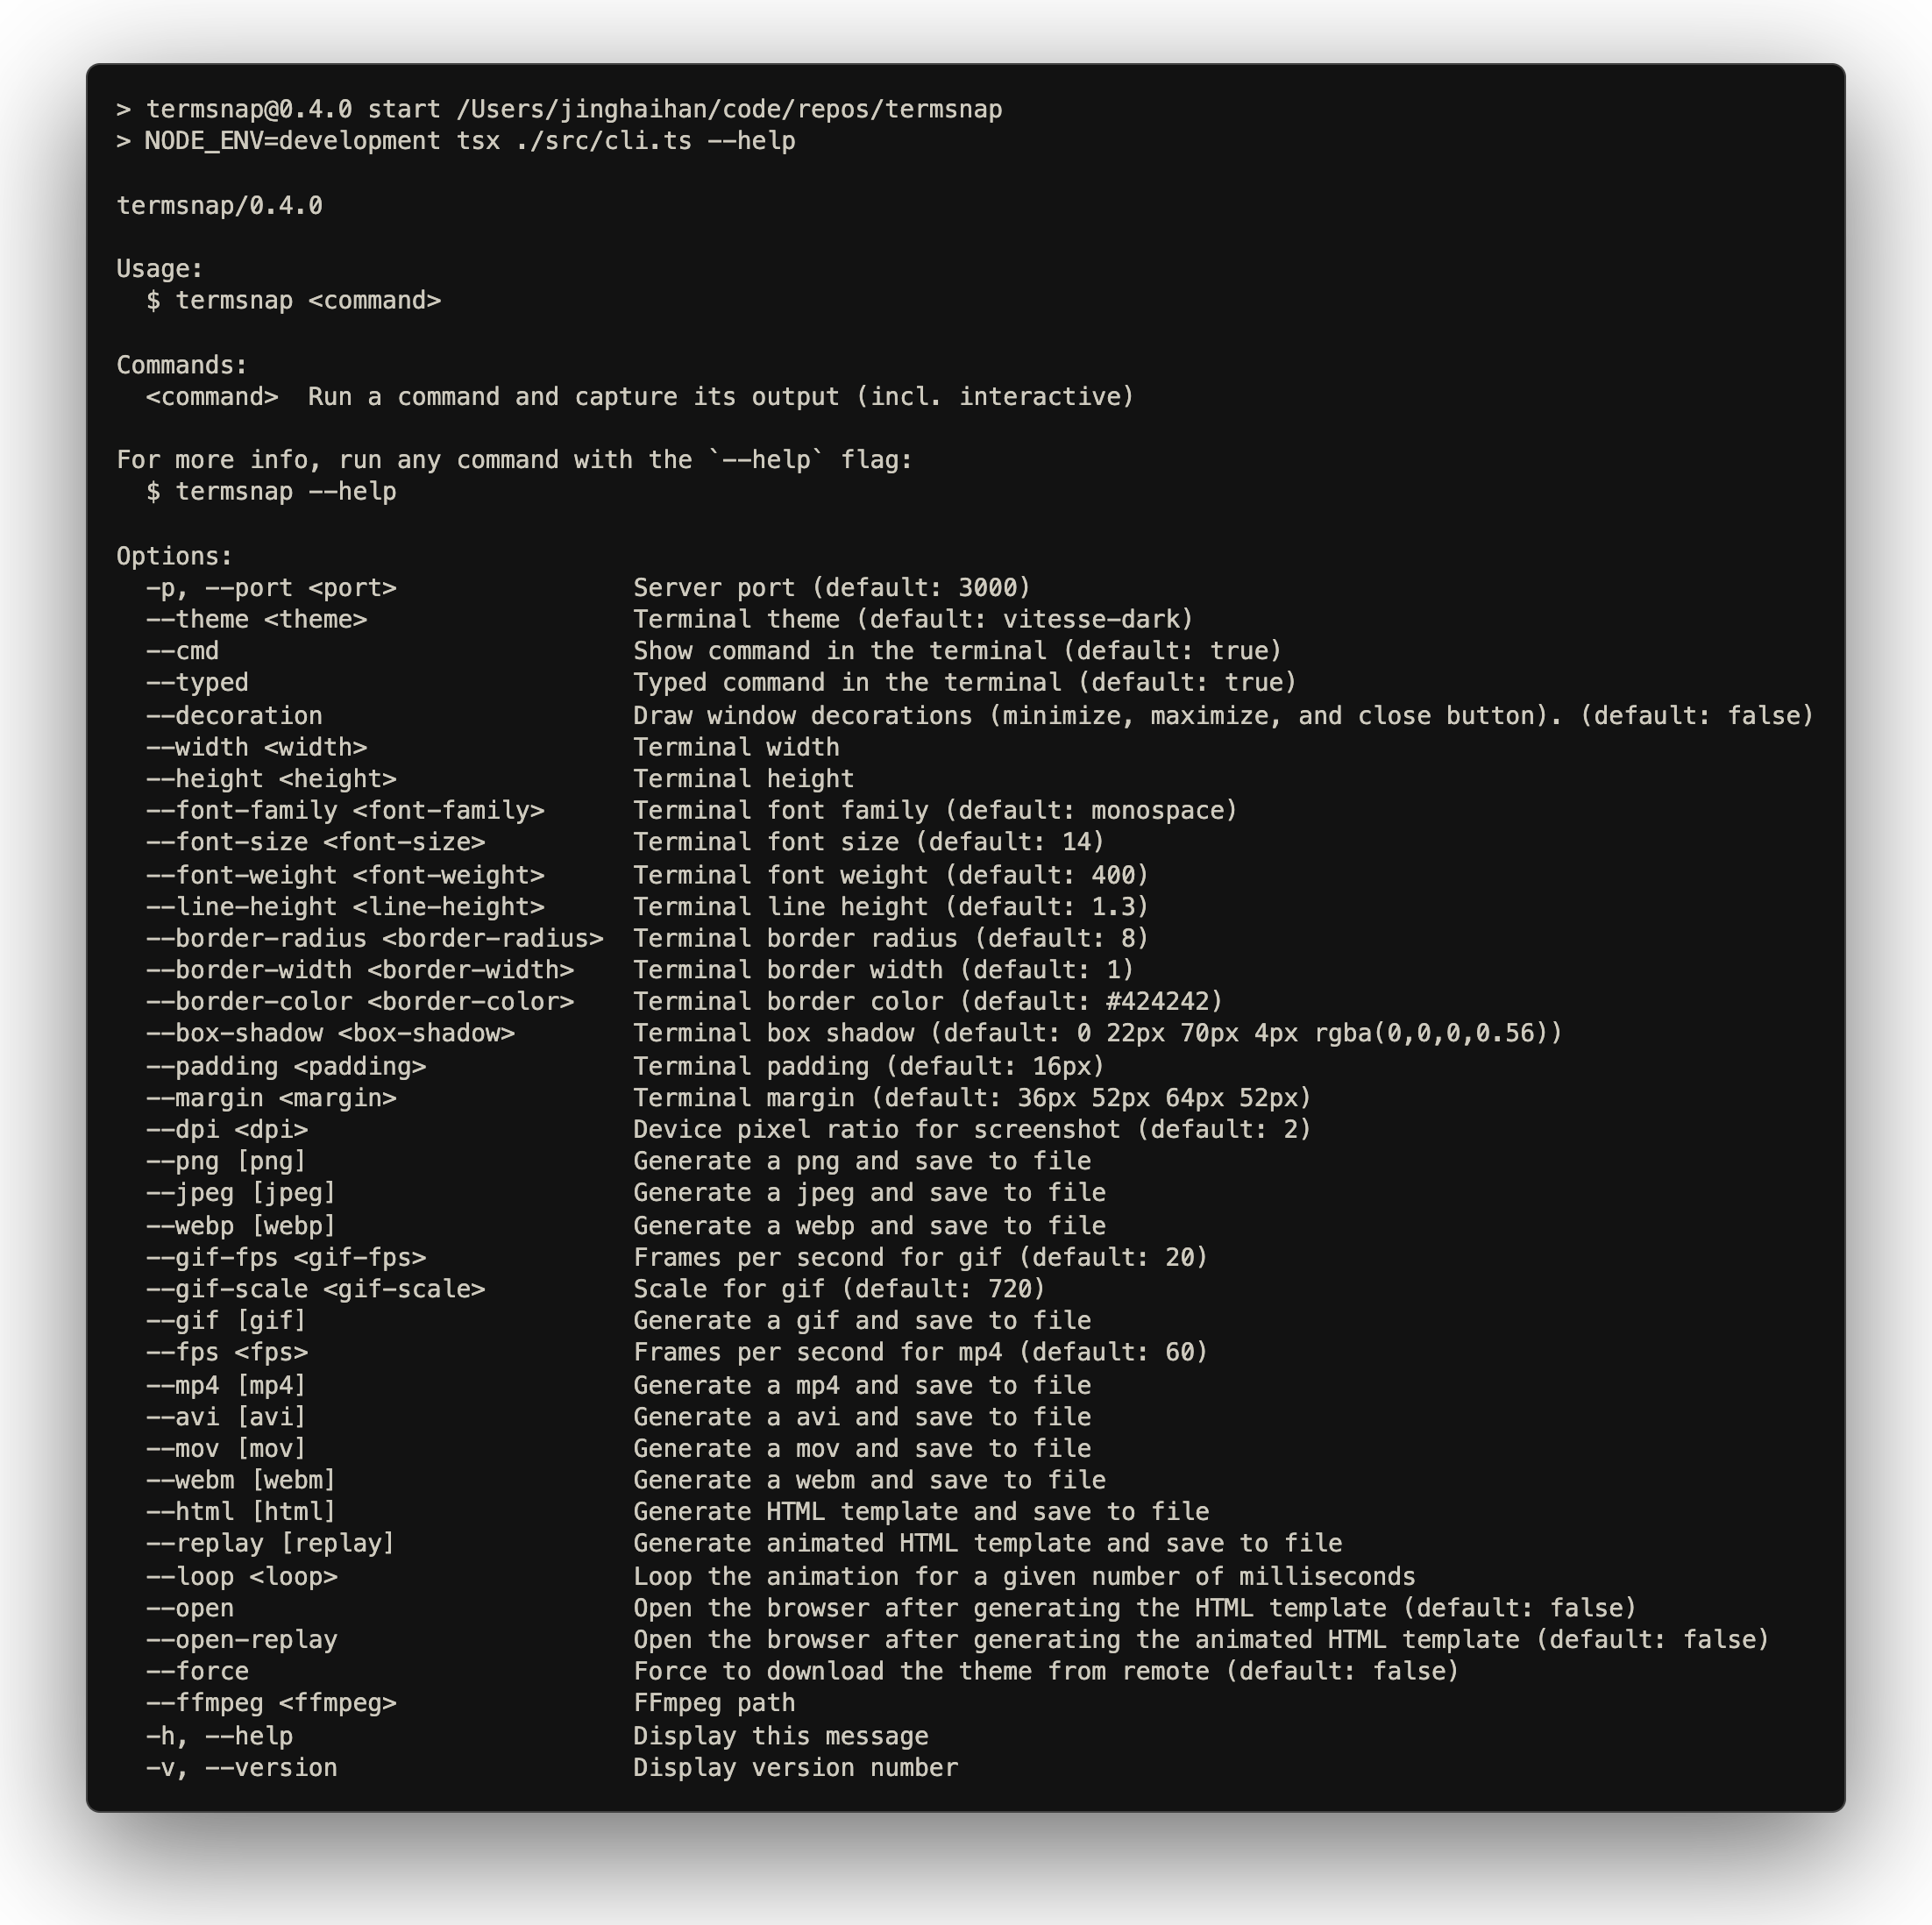 > termsnap@0.4.0 start /Users/jinghaihan/code/repos/termsnap
> NODE_ENV=development tsx ./src/cli.ts --help

termsnap/0.4.0

Usage:
  $ termsnap <command>

Commands:
  <command>  Run a command and capture its output (incl. interactive)

For more info, run any command with the `--help` flag:
  $ termsnap --help

Options:
  -p, --port <port>                Server port (default: 3000)
  --theme <theme>                  Terminal theme (default: vitesse-dark)
  --cmd                            Show command in the terminal (default: true)
  --typed                          Typed command in the terminal (default: true)
  --decoration                     Draw window decorations (minimize, maximize, and close button). (default: false)
  --width <width>                  Terminal width
  --height <height>                Terminal height
  --font-family <font-family>      Terminal font family (default: monospace)
  --font-size <font-size>          Terminal font size (default: 14)
  --font-weight <font-weight>      Terminal font weight (default: 400)
  --line-height <line-height>      Terminal line height (default: 1.3)
  --border-radius <border-radius>  Terminal border radius (default: 8)
  --border-width <border-width>    Terminal border width (default: 1)
  --border-color <border-color>    Terminal border color (default: #424242)
  --box-shadow <box-shadow>        Terminal box shadow (default: 0 22px 70px 4px rgba(0,0,0,0.56))
  --padding <padding>              Terminal padding (default: 16px)
  --margin <margin>                Terminal margin (default: 36px 52px 64px 52px)
  --dpi <dpi>                      Device pixel ratio for screenshot (default: 2)
  --png [png]                      Generate a png and save to file
  --jpeg [jpeg]                    Generate a jpeg and save to file
  --webp [webp]                    Generate a webp and save to file
  --gif-fps <gif-fps>              Frames per second for gif (default: 20)
  --gif-scale <gif-scale>          Scale for gif (default: 720)
  --gif [gif]                      Generate a gif and save to file
  --fps <fps>                      Frames per second for mp4 (default: 60)
  --mp4 [mp4]                      Generate a mp4 and save to file
  --avi [avi]                      Generate a avi and save to file
  --mov [mov]                      Generate a mov and save to file
  --webm [webm]                    Generate a webm and save to file
  --html [html]                    Generate HTML template and save to file
  --replay [replay]                Generate animated HTML template and save to file
  --loop <loop>                    Loop the animation for a given number of milliseconds
  --open                           Open the browser after generating the HTML template (default: false)
  --open-replay                    Open the browser after generating the animated HTML template (default: false)
  --force                          Force to download the theme from remote (default: false)
  --ffmpeg <ffmpeg>                FFmpeg path
  -h, --help                       Display this message
  -v, --version                    Display version number